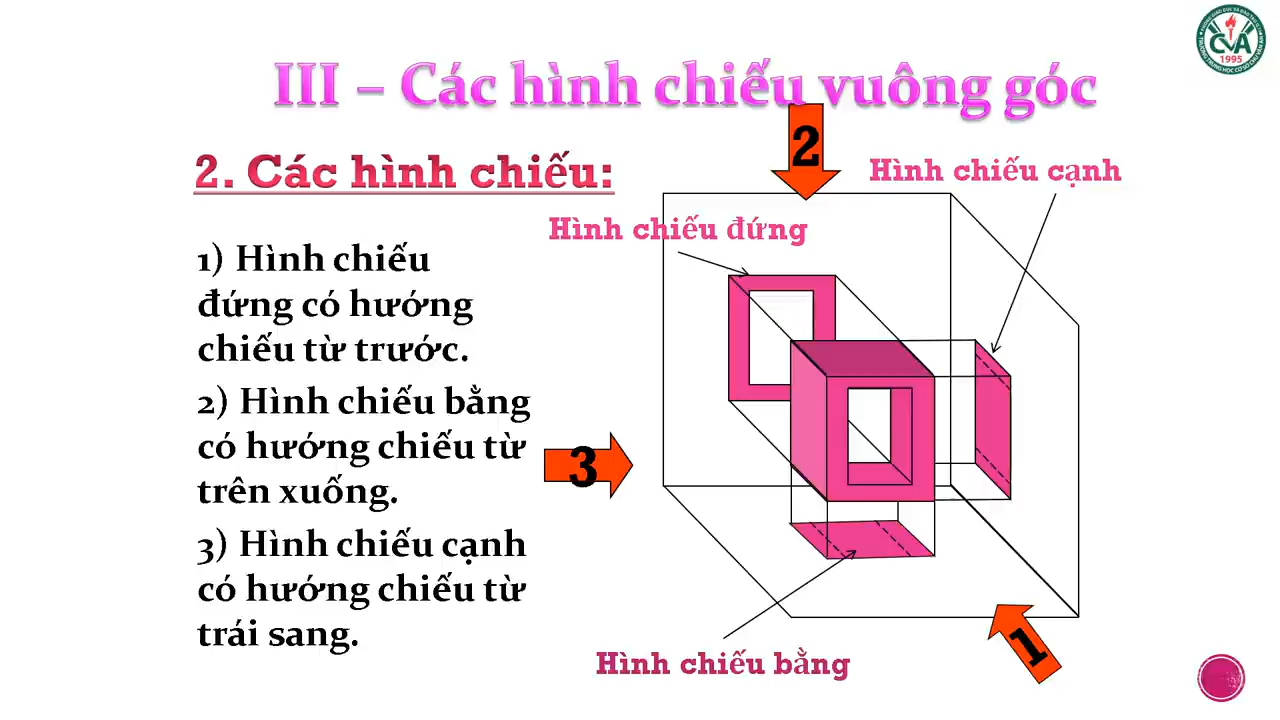 III – Các hình chiếu vuông góc
2. Các hình chiếu:
1) Hình chiếu
đứng có hướng
chiếu từ trước.
2) Hình chiếu bằng
có hướng chiếu từ
trên xuống.
3) Hình chiếu cạnh
có hướng chiếu từ
trái sang.
2
Hình chiếu cạnh
Hình chiếu đứng
3
1
Hình chiếu bằng
CVA
1995